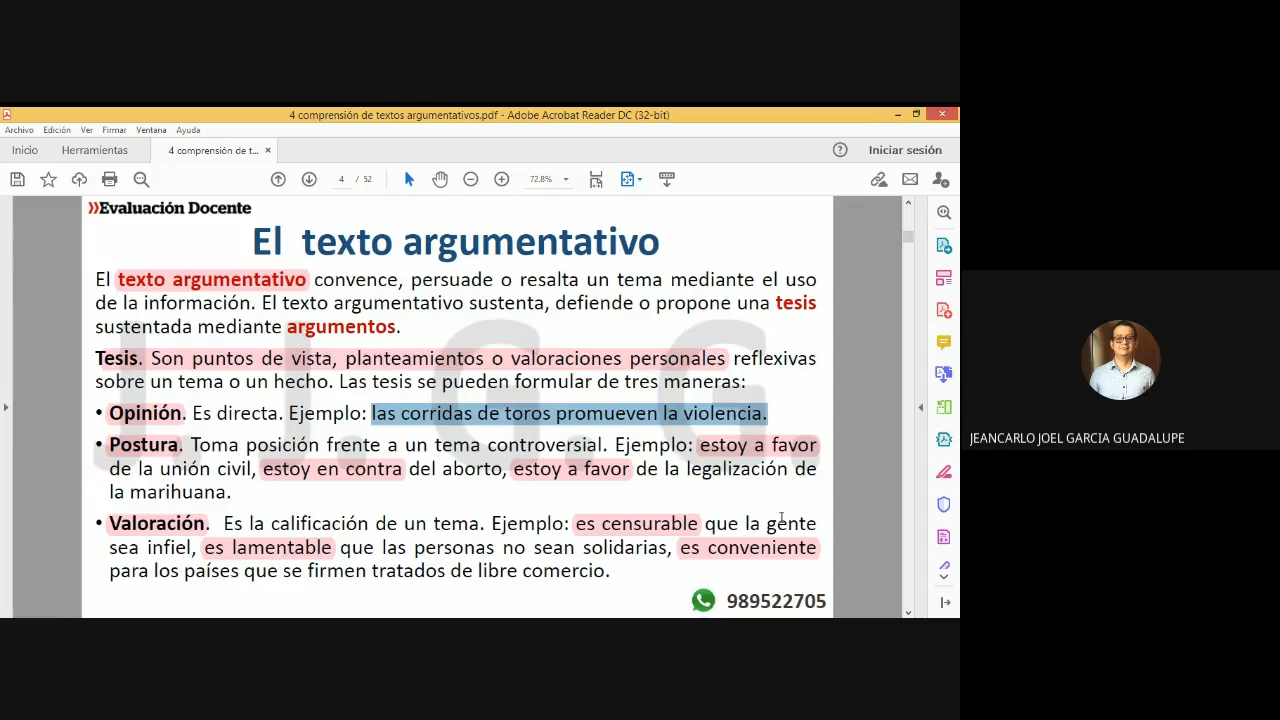 4 comprensión de textos argumentativos.pdf - Adobe Acrobat Reader DC (32-bit)
Archivo Edición Ver Firmar Ventana Ayuda
Inicio Herramientas 4 comprensión de t... × Iniciar sesión
4 / 52 72.8%
»Evaluación Docente
El texto argumentativo
El texto argumentativo convence, persuade o resalta un tema mediante el uso
de la información. El texto argumentativo sustenta, defiende o propone una tesis
sustentada mediante argumentos.
Tesis. Son puntos de vista, planteamientos o valoraciones personales reflexivas
sobre un tema o un hecho. Las tesis se pueden formular de tres maneras:
• Opinión. Es directa. Ejemplo: las corridas de toros promueven la violencia.
• Postura. Toma posición frente a un tema controversial. Ejemplo: estoy a favor
de la unión civil, estoy en contra del aborto, estoy a favor de la legalización de
la marihuana.
• Valoración. Es la calificación de un tema. Ejemplo: es censurable que la gente
sea infiel, es lamentable que las personas no sean solidarias, es conveniente
para los países que se firmen tratados de libre comercio.
989522705
JEANCARLO JOEL GARCIA GUADALUPE